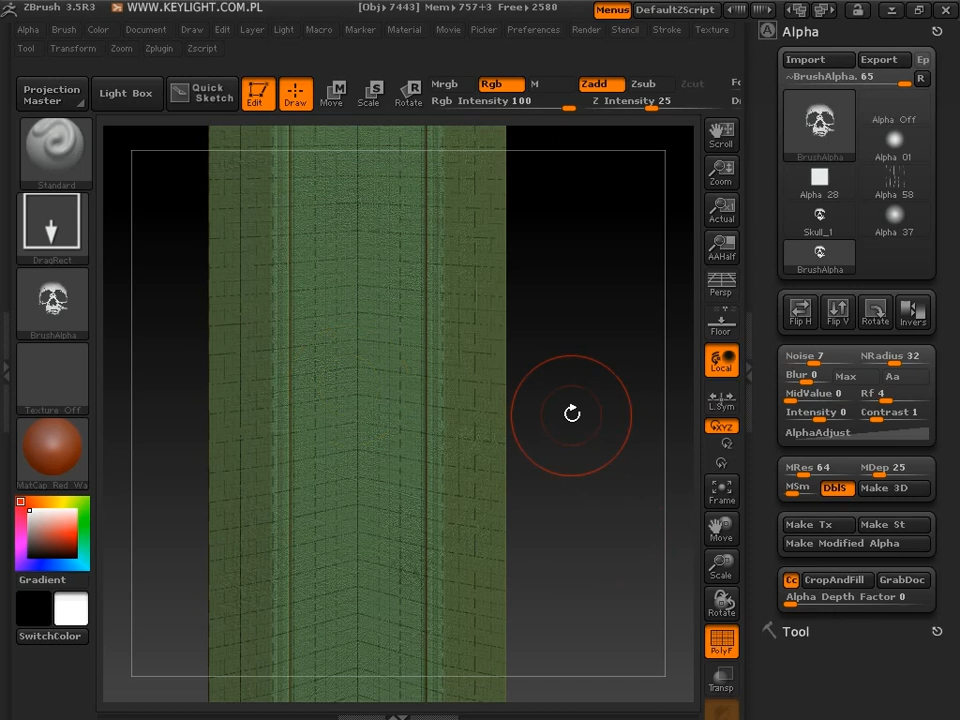 ZBrush 3.5R3 WWW.KEYLIGHT.COM.PL [Obj▸7443] Mem▸757+3 Free▸2580 Menus DefaultZScript
Alpha Brush Color Document Draw Edit Layer Light Macro Marker Material Movie Picker Preferences Render Stencil Stroke Texture
Tool Transform Zoom Zplugin Zscript
Projection Master
Light Box
Quick Sketch
Edit
Draw
Move
Scale
Rotate
Mrgb Rgb M Zadd Zsub Zcut
Rgb Intensity 100 Z Intensity 25
Standard
DragRect
BrushAlpha
Texture Off
MatCap Red Wa
Gradient
SwitchColor
Scroll
Zoom
Actual
AAHalf
Persp
Floor
Local
L.Sym
XYZ
Y
Frame
Move
Scale
Rotate
PolyF
Transp
Alpha
Import Export Ep
~BrushAlpha. 65 R
BrushAlpha
Alpha Off
Alpha 01
Alpha 28 Alpha 58
Skull_1 Alpha 37
BrushAlpha
Flip H Flip V Rotate Invers
Noise 7 NRadius 32
Blur 0 Max Aa
MidValue 0 Rf 4
Intensity 0 Contrast 1
AlphaAdjust
MRes 64 MDep 25
MSm DblS Make 3D
Make Tx Make St
Make Modified Alpha
Cc CropAndFill GrabDoc
Alpha Depth Factor 0
Tool